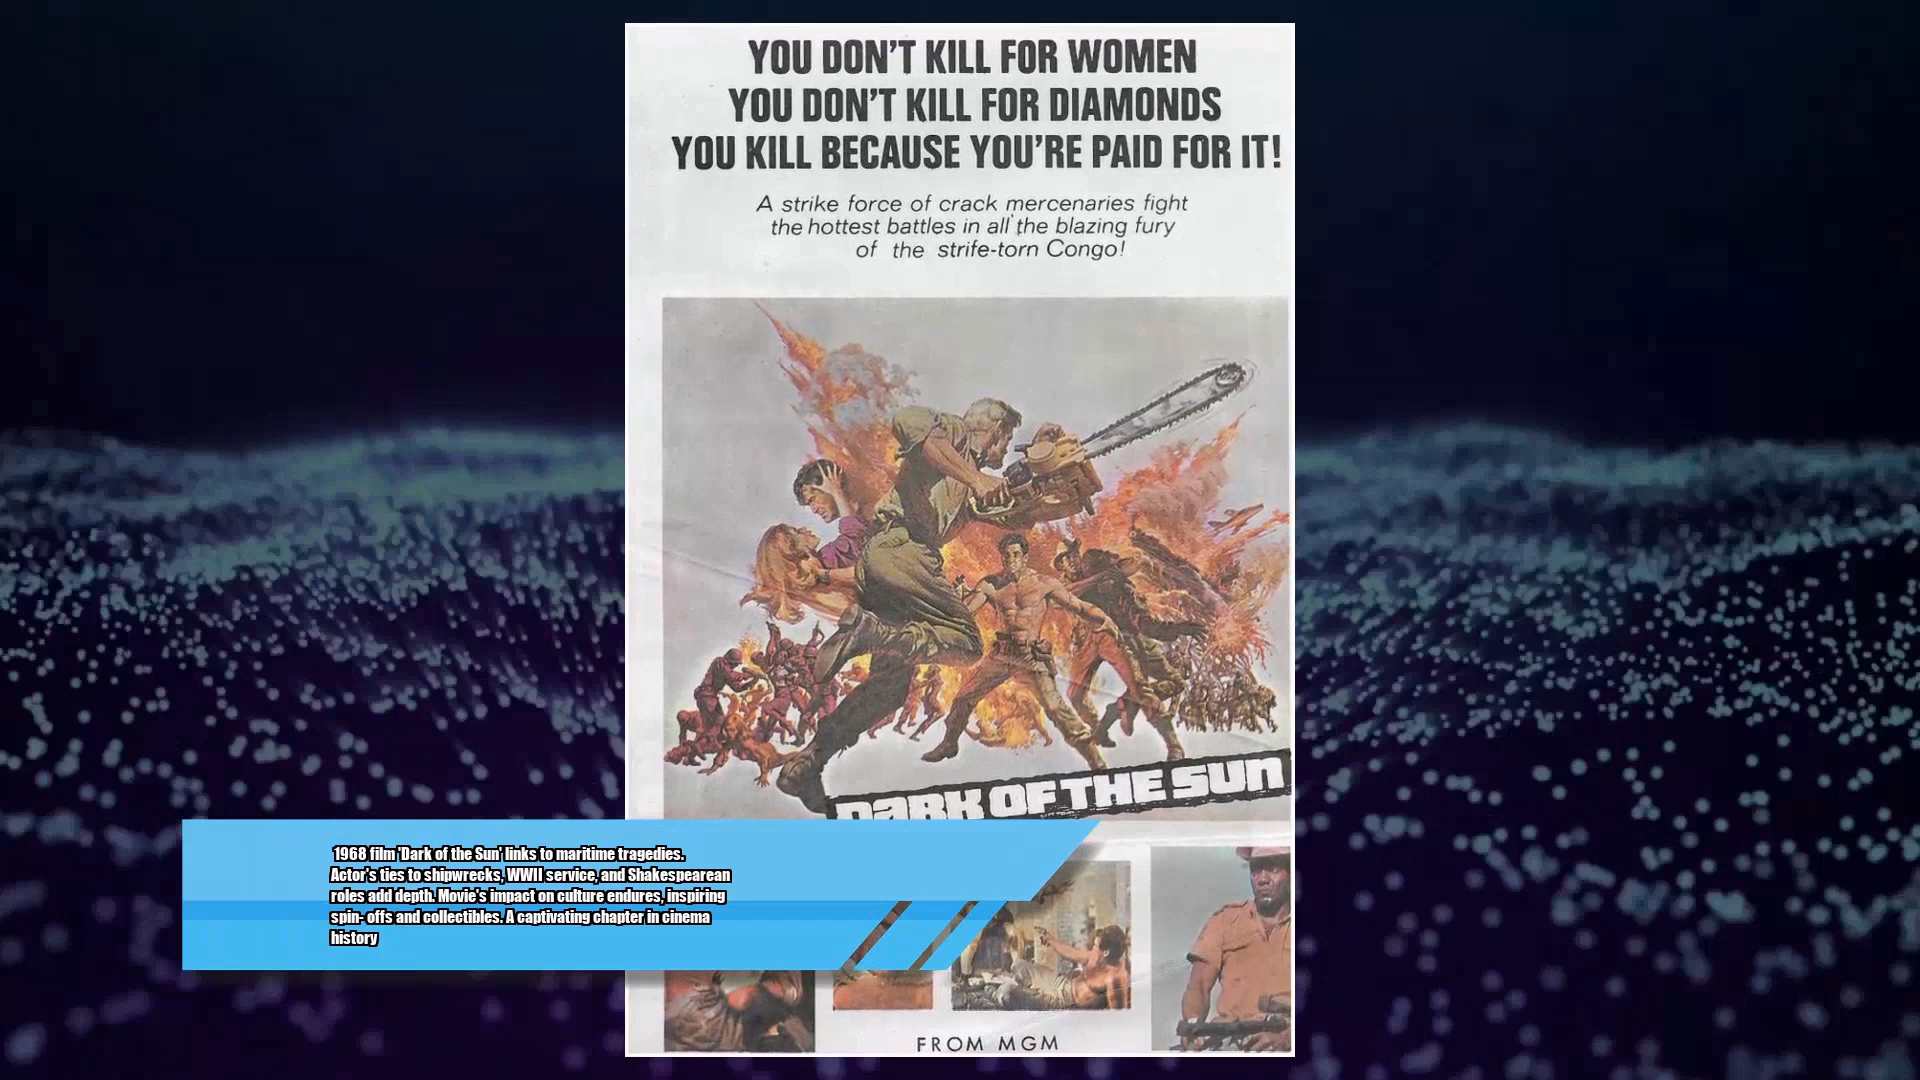 YOU DON'T KILL FOR WOMEN
YOU DON'T KILL FOR DIAMONDS
YOU KILL BECAUSE YOU'RE PAID FOR IT!
A strike force of crack mercenaries fight
the hottest battles in all the blazing fury
of the strife-torn Congo!
DARK OF THE SUN
1968 film 'Dark of the Sun' links to maritime tragedies.
Actor's ties to shipwrecks, WWII service, and Shakespearean
roles add depth. Movie's impact on culture endures, inspiring
spin- offs and collectibles. A captivating chapter in cinema
history
FROM MGM